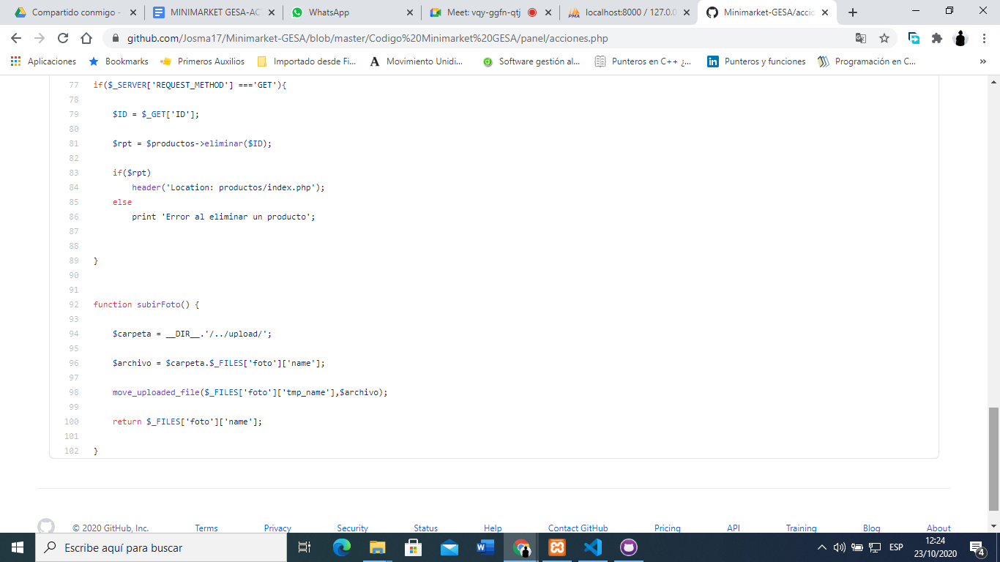 Compartido conmigo -
MINIMARKET GESA-AC
WhatsApp
Meet: vqy-ggfn-qtj
localhost:8000 / 127.0.0
Minimarket-GESA/accio
github.com/Josma17/Minimarket-GESA/blob/master/Codigo%20Minimarket%20GESA/panel/acciones.php
Aplicaciones
Bookmarks
Primeros Auxilios
Importado desde Fi...
Movimiento Unidi...
Software gestión al...
Punteros en C++ ¿...
Punteros y funciones
Programación en C...
»
77 if($_SERVER['REQUEST_METHOD'] ==='GET'){
78
79 $ID = $_GET['ID'];
80
81 $rpt = $productos->eliminar($ID);
82
83 if($rpt)
84 header('Location: productos/index.php');
85 else
86 print 'Error al eliminar un producto';
87
88
89 }
90
91
92 function subirFoto() {
93
94 $carpeta = __DIR__.'/../upload/';
95
96 $archivo = $carpeta.$_FILES['foto']['name'];
97
98 move_uploaded_file($_FILES['foto']['tmp_name'],$archivo);
99
100 return $_FILES['foto']['name'];
101
102 }
© 2020 GitHub, Inc.
Terms
Privacy
Security
Status
Help
Contact GitHub
Pricing
API
Training
Blog
About
Escribe aquí para buscar
ESP
12:24
23/10/2020
4